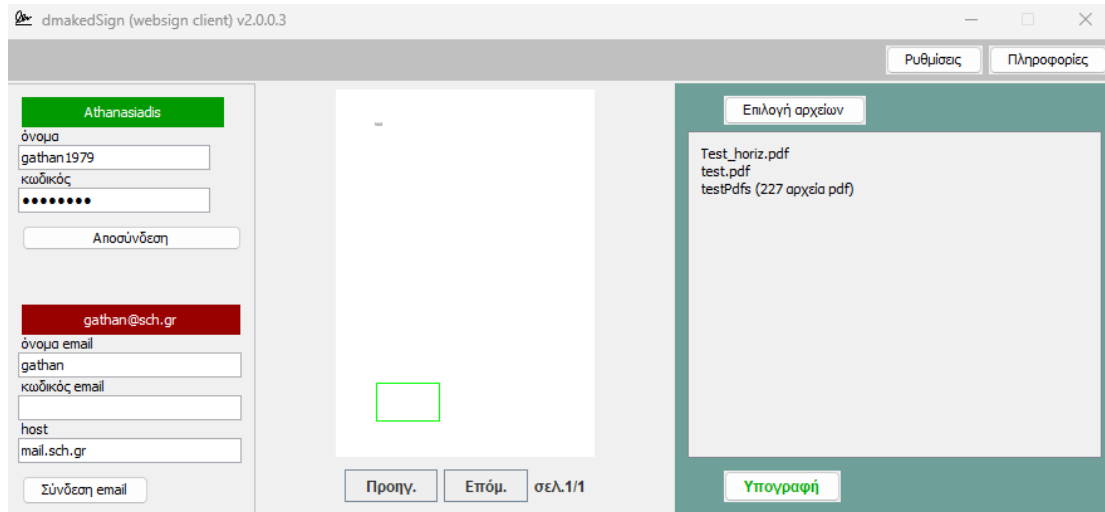 dmakedSign (websign client) v2.0.0.3
Ρυθμίσεις
Πληροφορίες
Athanasiadis
όνομα
gathan1979
κωδικός
••••••••
Αποσύνδεση
gathan@sch.gr
όνομα email
gathan
κωδικός email
host
mail.sch.gr
Σύνδεση email
Προηγ.
Επόμ.
σελ.1/1
Επιλογή αρχείων
Test_horiz.pdf
test.pdf
testPdfs (227 αρχεία pdf)
Υπογραφή